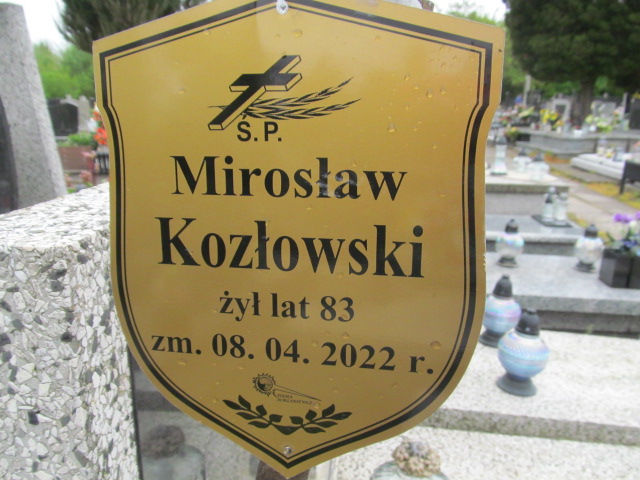 Ś.P.
Mirosław
Kozłowski
żył lat 83
zm. 08. 04. 2022 r.